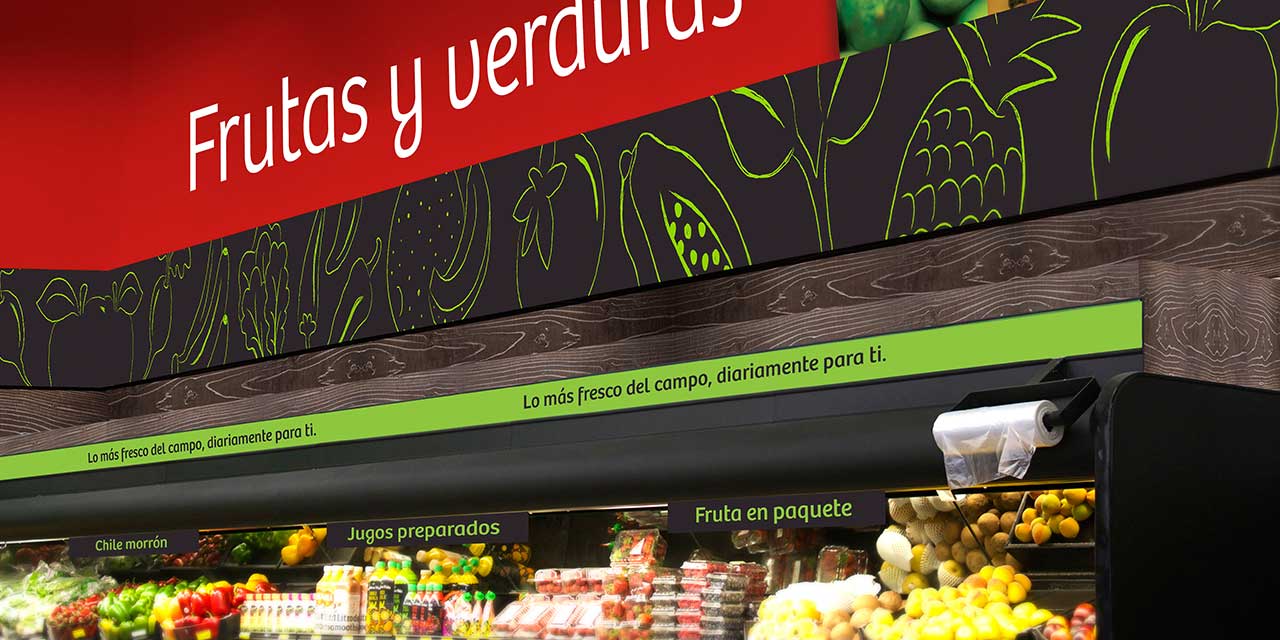 Frutas y verduras
Lo más fresco del campo, diariamente para ti.
Lo más fresco del campo, diariamente para ti.
Chile morrón
Jugos preparados
Fruta en paquete